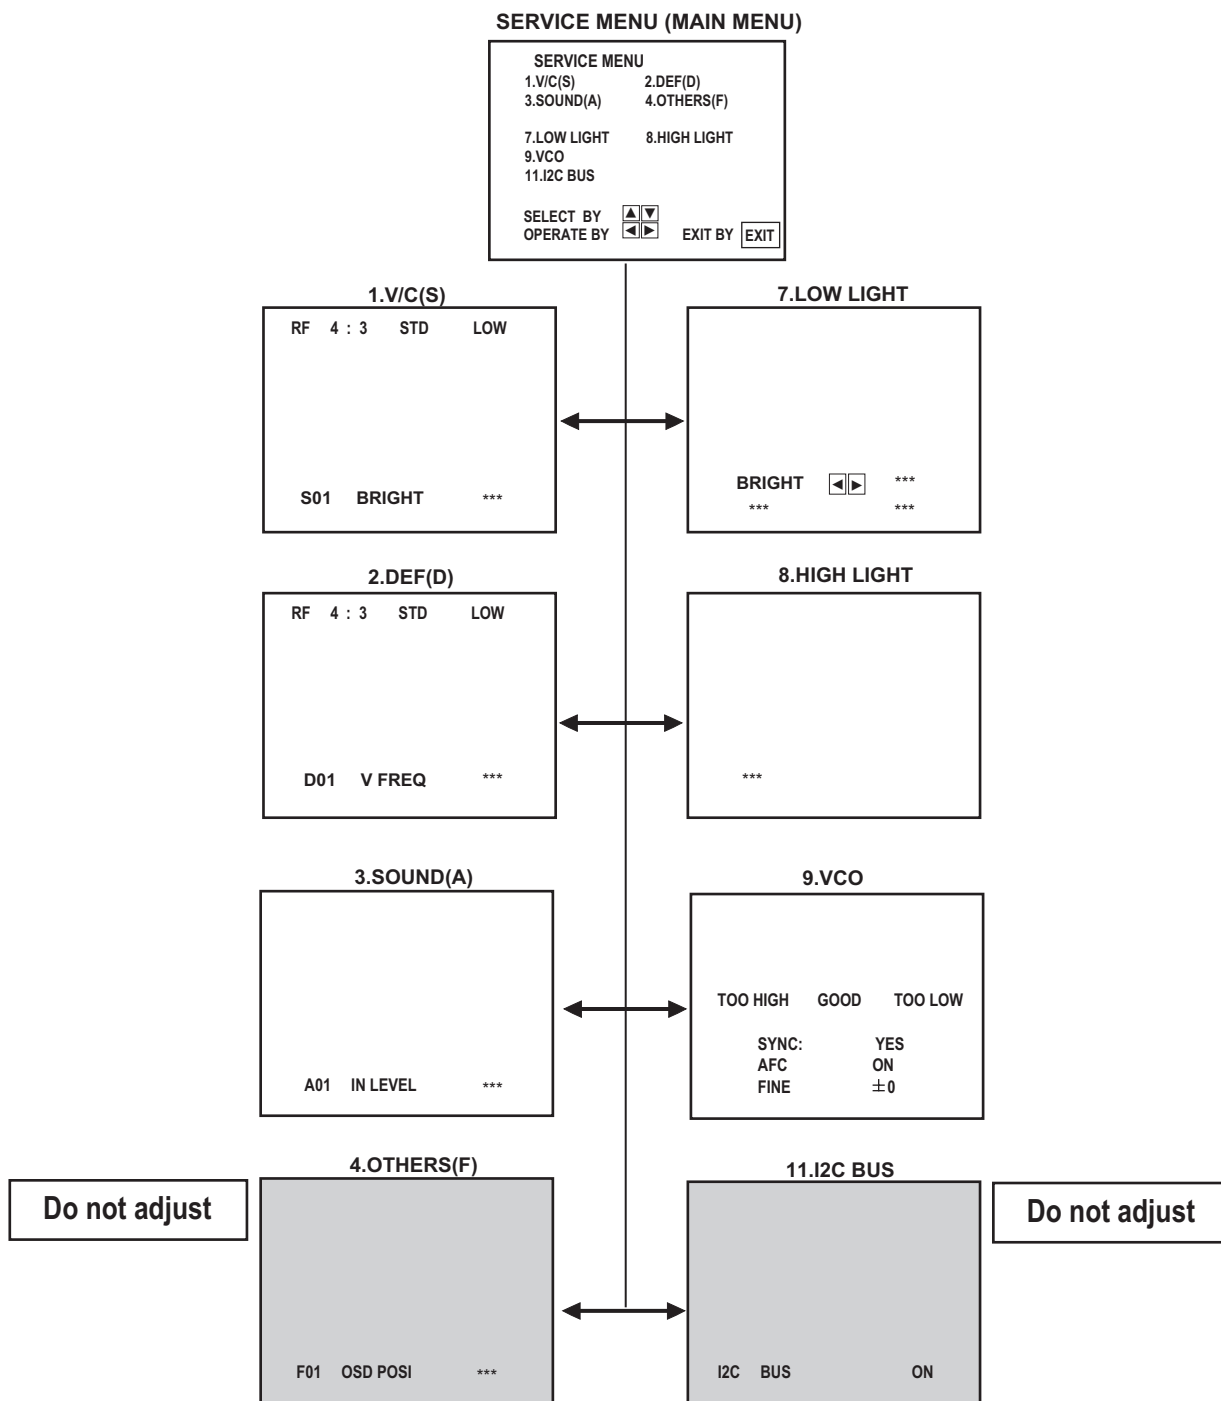 SERVICE MENU (MAIN MENU)
SERVICE MENU
1.V/C(S) 2.DEF(D)
3.SOUND(A) 4.OTHERS(F)
7.LOW LIGHT 8.HIGH LIGHT
9.VCO
11.I2C BUS
SELECT BY ▲▼
OPERATE BY ◀▶ EXIT BY EXIT
1.V/C(S)
RF 4 : 3 STD LOW
S01 BRIGHT ***
7.LOW LIGHT
BRIGHT ◀▶ ***
*** ***
2.DEF(D)
RF 4 : 3 STD LOW
D01 V FREQ ***
8.HIGH LIGHT
***
3.SOUND(A)
A01 IN LEVEL ***
9.VCO
TOO HIGH GOOD TOO LOW
SYNC: YES
AFC ON
FINE ±0
4.OTHERS(F)
Do not adjust
F01 OSD POSI ***
11.I2C BUS
Do not adjust
I2C BUS ON